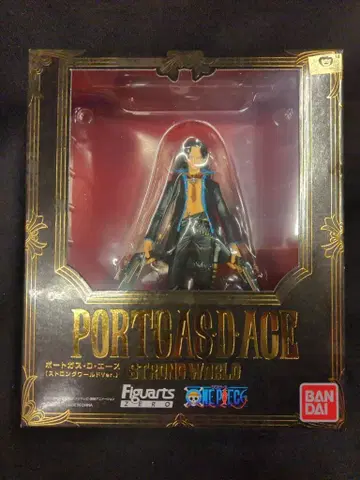 PORTGAS・D・ACE
STRONG WORLD
ポートガス・D・エース
[ストロングワールドVer.]
Figuarts
ZERO
ONE PIECE
BAN
DAI